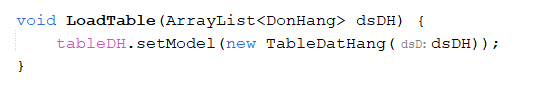 void LoadTable(ArrayList<DonHang> dsDH) {
    tableDH.setModel(new TableDatHang( dsD: dsDH));
}